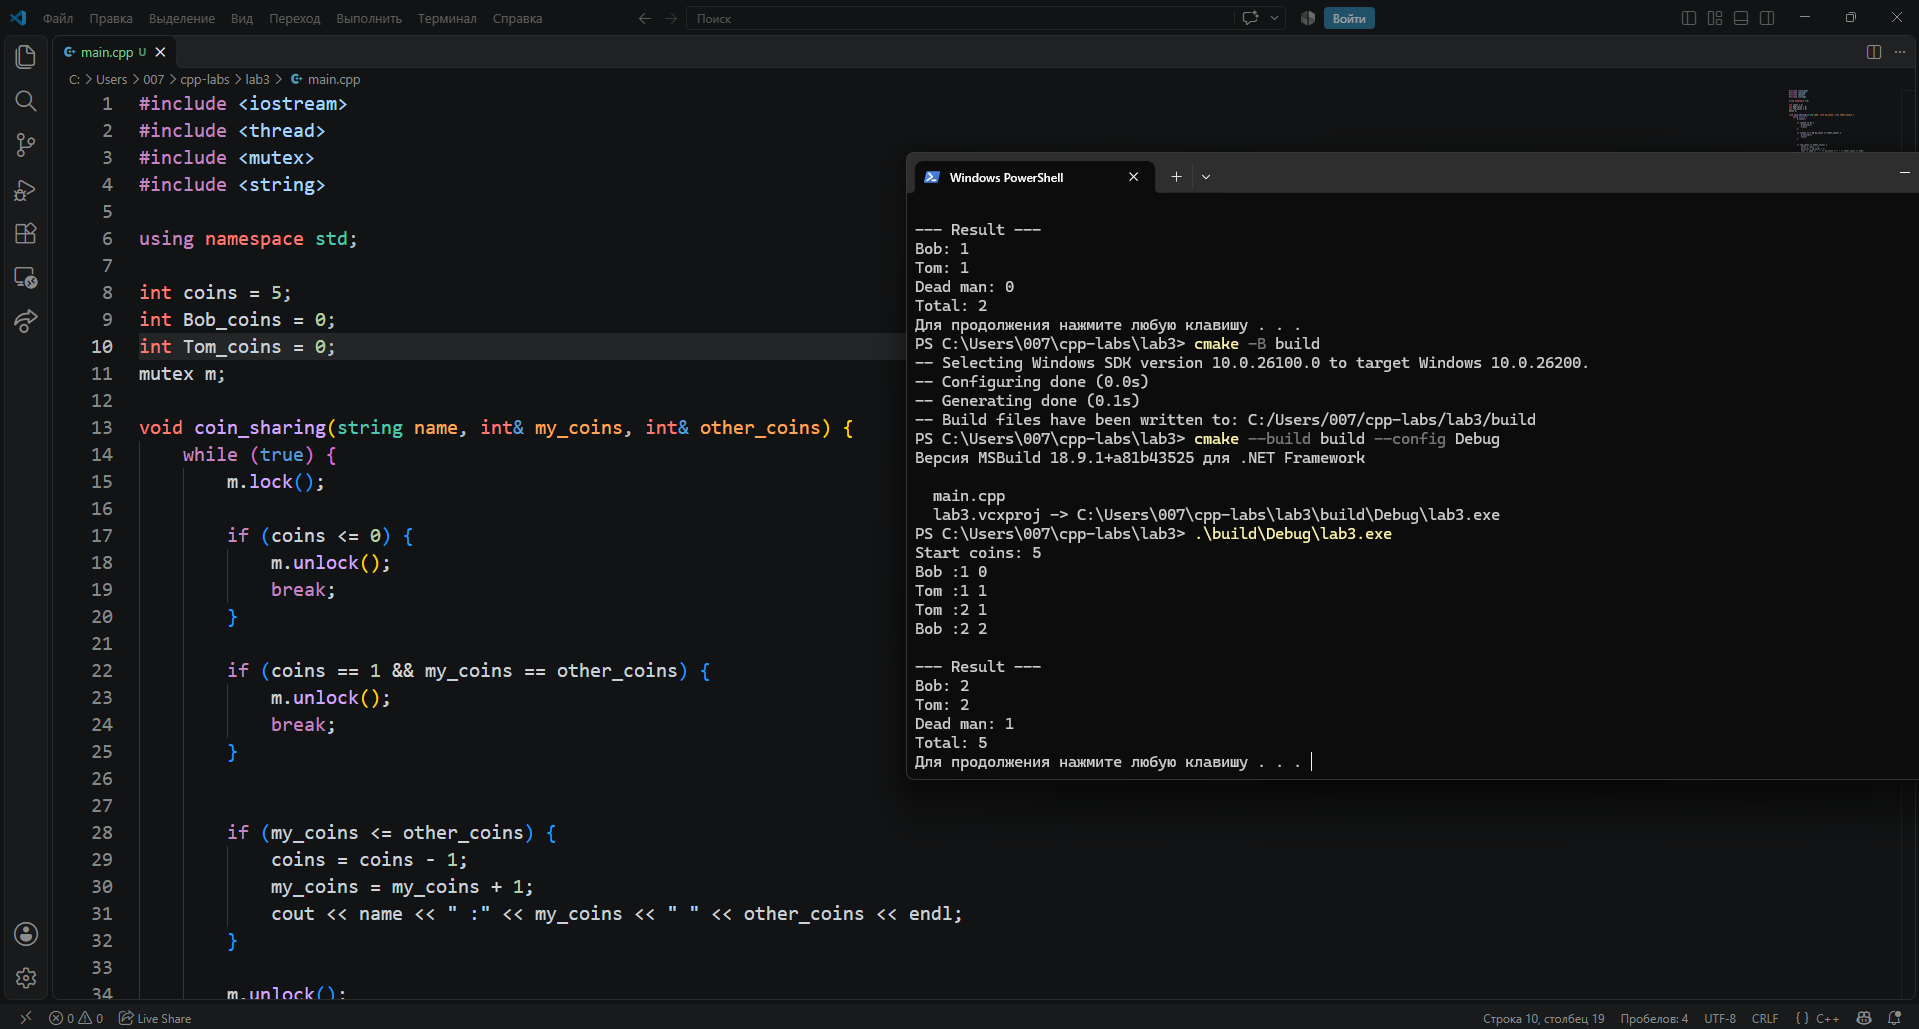 Файл Правка Выделение Вид Переход Выполнить Терминал Справка Поиск Войти
main.cpp U
C: > Users > 007 > cpp-labs > lab3 > main.cpp
1 #include <iostream>
2 #include <thread>
3 #include <mutex>
4 #include <string>
5
6 using namespace std;
7
8 int coins = 5;
9 int Bob_coins = 0;
10 int Tom_coins = 0;
11 mutex m;
12
13 void coin_sharing(string name, int& my_coins, int& other_coins) {
14 while (true) {
15 m.lock();
16
17 if (coins <= 0) {
18 m.unlock();
19 break;
20 }
21
22 if (coins == 1 && my_coins == other_coins) {
23 m.unlock();
24 break;
25 }
26
27
28 if (my_coins <= other_coins) {
29 coins = coins - 1;
30 my_coins = my_coins + 1;
31 cout << name << " :" << my_coins << " " << other_coins << endl;
32 }
33
34 m.unlock();
Windows PowerShell
--- Result ---
Bob: 1
Tom: 1
Dead man: 0
Total: 2
Для продолжения нажмите любую клавишу . . .
PS C:\Users\007\cpp-labs\lab3> cmake -B build
-- Selecting Windows SDK version 10.0.26100.0 to target Windows 10.0.26200.
-- Configuring done (0.0s)
-- Generating done (0.1s)
-- Build files have been written to: C:/Users/007/cpp-labs/lab3/build
PS C:\Users\007\cpp-labs\lab3> cmake --build build --config Debug
Версия MSBuild 18.9.1+a81b43525 для .NET Framework
main.cpp
lab3.vcxproj -> C:\Users\007\cpp-labs\lab3\build\Debug\lab3.exe
PS C:\Users\007\cpp-labs\lab3> .\build\Debug\lab3.exe
Start coins: 5
Bob :1 0
Tom :1 1
Tom :2 1
Bob :2 2
--- Result ---
Bob: 2
Tom: 2
Dead man: 1
Total: 5
Для продолжения нажмите любую клавишу . . .
0 0 Live Share Строка 10, столбец 19 Пробелов: 4 UTF-8 CRLF {} C++